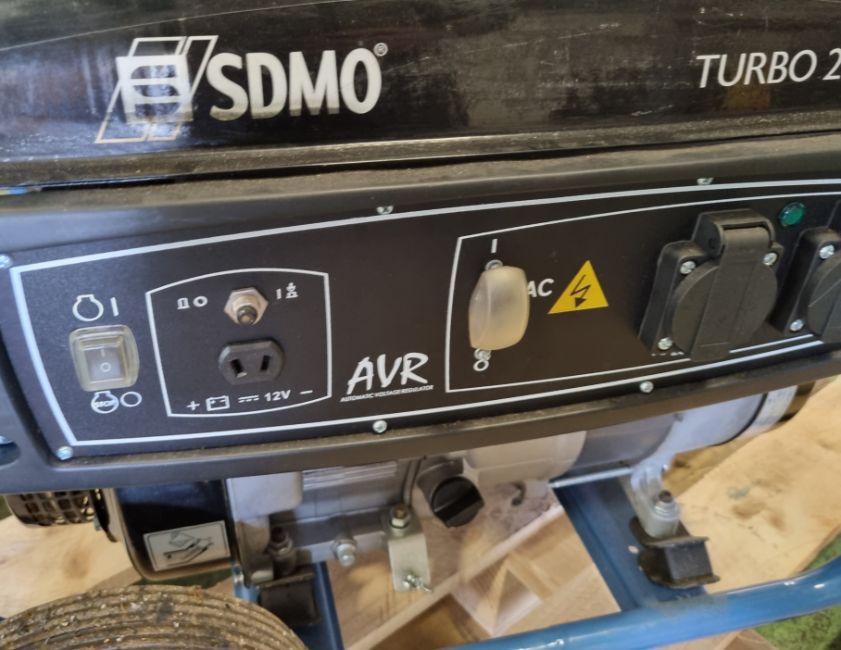 SDMO®
TURBO 2
I
I
AC
I
O
AVR
AUTOMATIC VOLTAGE REGULATOR
+ 12V −